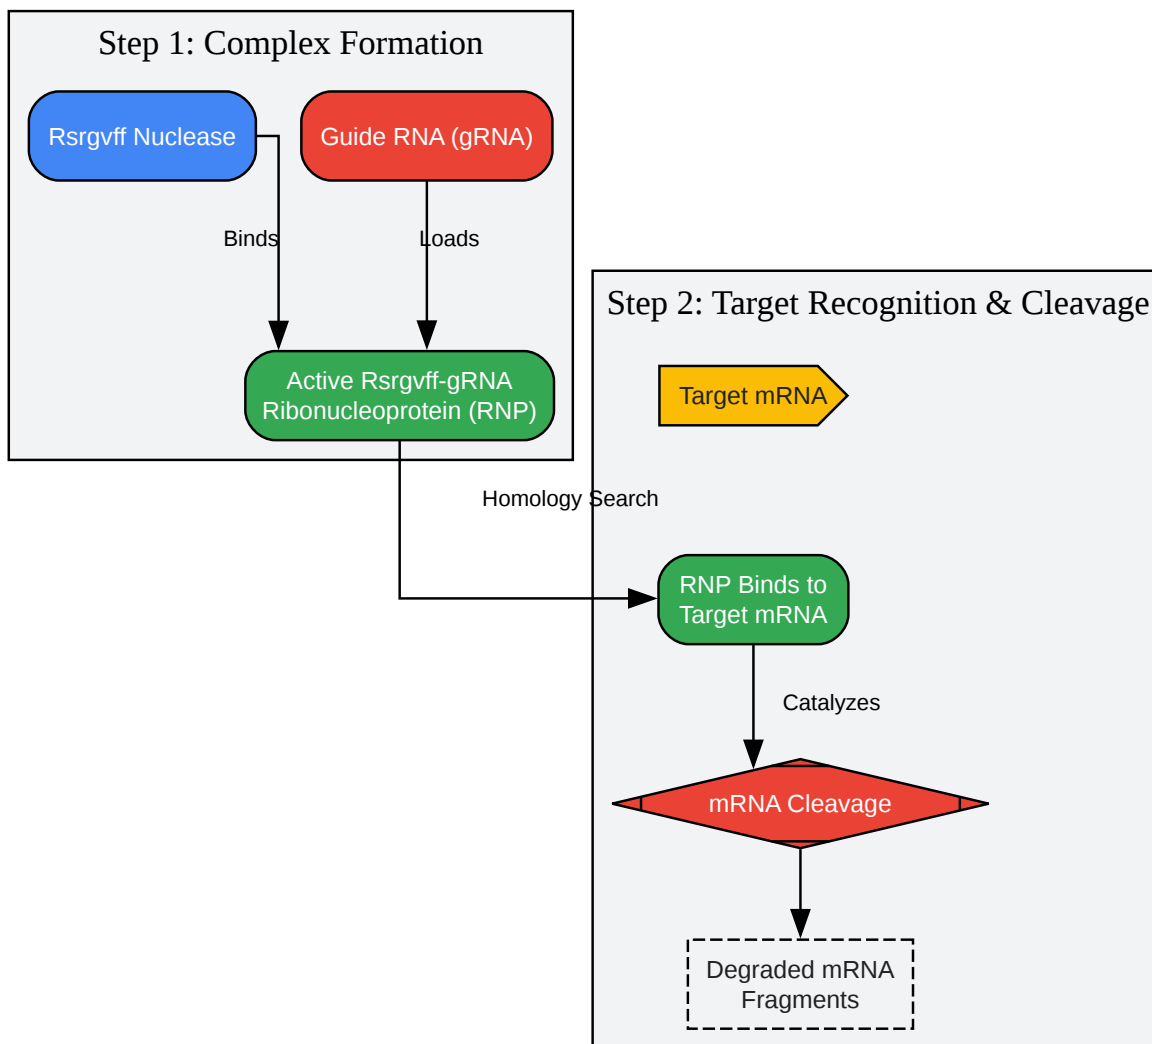 Step 1: Complex Formation
Rsrgvff Nuclease
Guide RNA (gRNA)
Binds
Loads
Active Rsrgvff-gRNA
Ribonucleoprotein (RNP)
Step 2: Target Recognition & Cleavage
Target mRNA
Homology Search
RNP Binds to
Target mRNA
Catalyzes
mRNA Cleavage
Degraded mRNA
Fragments